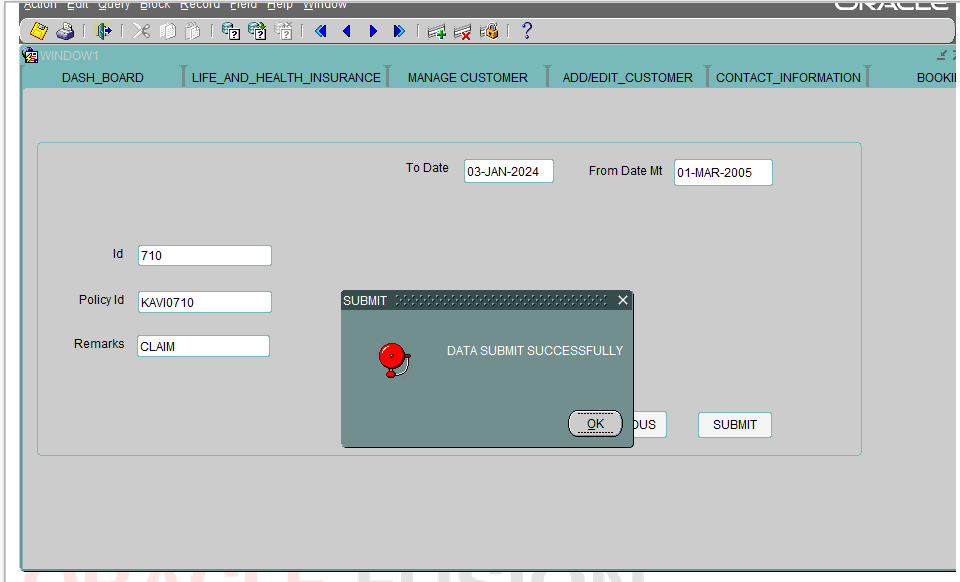 Action Edit Query Block Record Field Help Window
ORACLE
WINDOW1
DASH_BOARD LIFE_AND_HEALTH_INSURANCE MANAGE CUSTOMER ADD/EDIT_CUSTOMER CONTACT_INFORMATION BOOKI
To Date 03-JAN-2024 From Date Mt 01-MAR-2005
Id 710
Policy Id KAVI0710
Remarks CLAIM
SUBMIT
DATA SUBMIT SUCCESSFULLY
OK
OUS SUBMIT
ORACLE FUSION